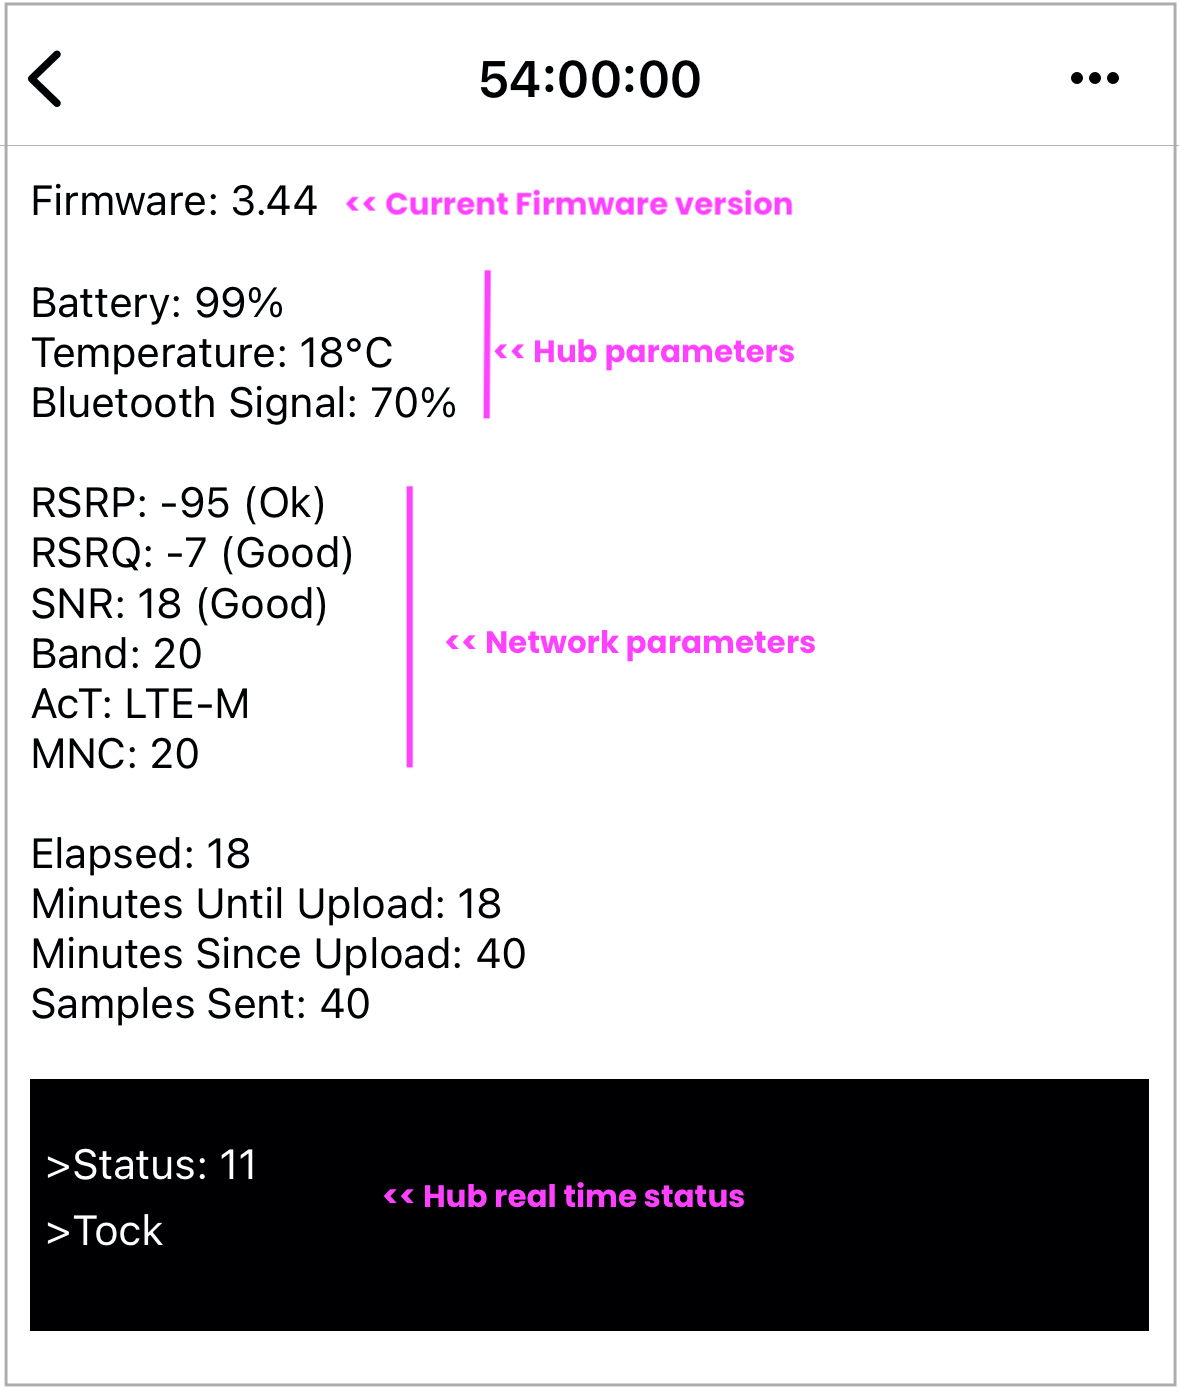 54:00:00
Firmware: 3.44 << Current Firmware version
Battery: 99%
Temperature: 18°C << Hub parameters
Bluetooth Signal: 70%
RSRP: -95 (Ok)
RSRQ: -7 (Good)
SNR: 18 (Good)
<< Network parameters
Band: 20
AcT: LTE-M
MNC: 20
Elapsed: 18
Minutes Until Upload: 18
Minutes Since Upload: 40
Samples Sent: 40
>Status: 11
<< Hub real time status
>Tock